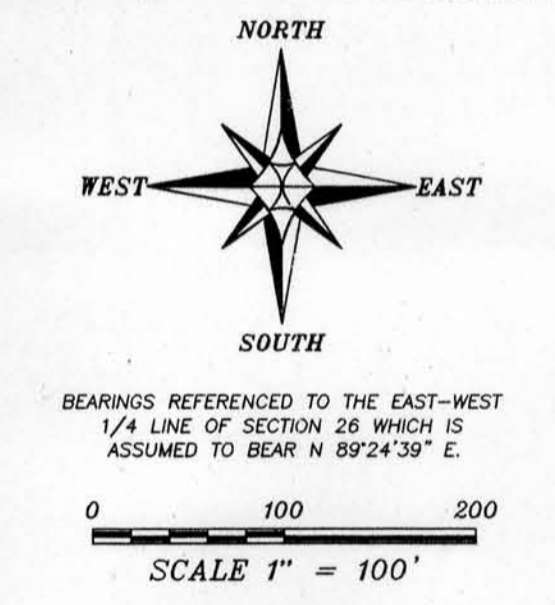 NORTH
WEST EAST
SOUTH
BEARINGS REFERENCED TO THE EAST-WEST
1/4 LINE OF SECTION 26 WHICH IS
ASSUMED TO BEAR N 89°24'39" E.
0 100 200
SCALE 1" = 100'